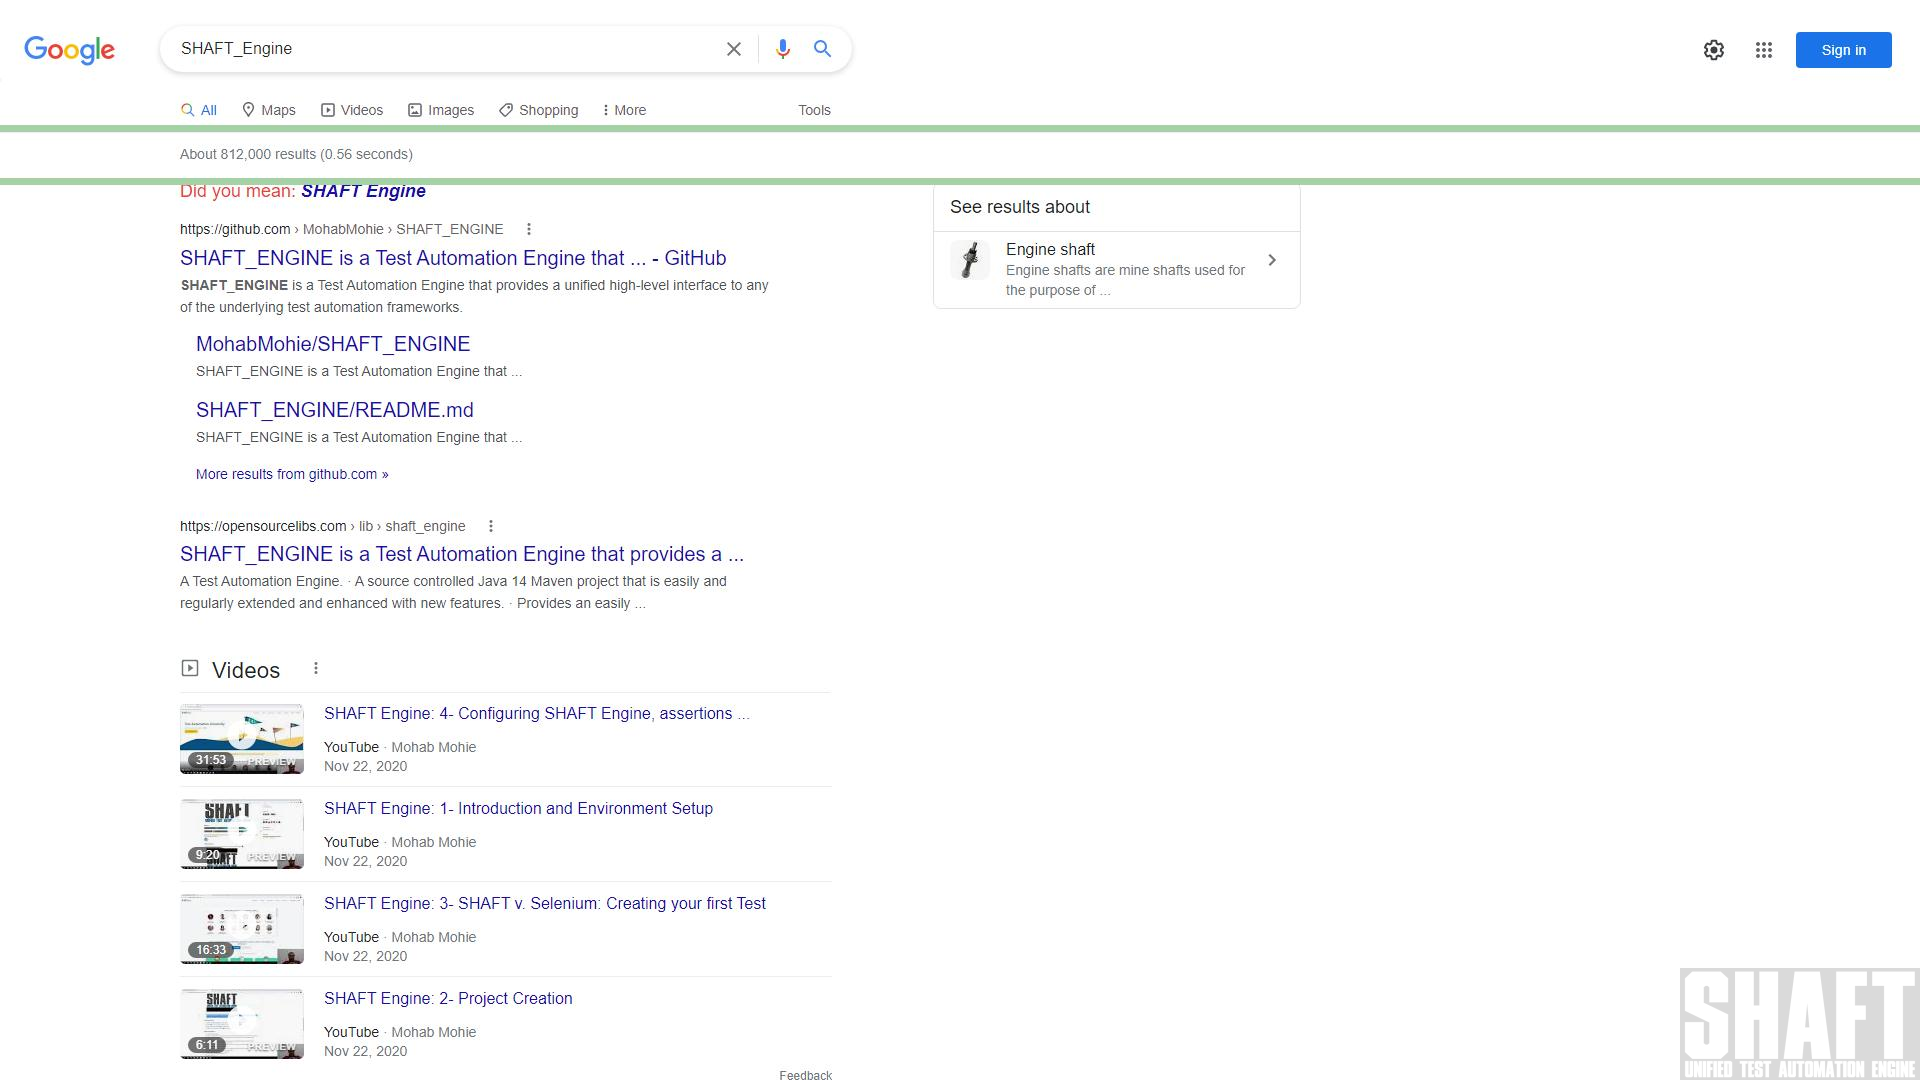 Google
SHAFT_Engine
Sign in
All
Maps
Videos
Images
Shopping
More
Tools
About 812,000 results (0.56 seconds)
Did you mean: SHAFT Engine
https://github.com › MohabMohie › SHAFT_ENGINE
SHAFT_ENGINE is a Test Automation Engine that ... - GitHub
SHAFT_ENGINE is a Test Automation Engine that provides a unified high-level interface to any
of the underlying test automation frameworks.
MohabMohie/SHAFT_ENGINE
SHAFT_ENGINE is a Test Automation Engine that ...
SHAFT_ENGINE/README.md
SHAFT_ENGINE is a Test Automation Engine that ...
More results from github.com »
https://opensourcelibs.com › lib › shaft_engine
SHAFT_ENGINE is a Test Automation Engine that provides a ...
A Test Automation Engine. · A source controlled Java 14 Maven project that is easily and
regularly extended and enhanced with new features. · Provides an easily ...
Videos
31:53
PREVIEW
SHAFT Engine: 4- Configuring SHAFT Engine, assertions ...
YouTube · Mohab Mohie
Nov 22, 2020
SHAFT
9:20
PREVIEW
SHAFT
SHAFT Engine: 1- Introduction and Environment Setup
YouTube · Mohab Mohie
Nov 22, 2020
16:33
SHAFT Engine: 3- SHAFT v. Selenium: Creating your first Test
YouTube · Mohab Mohie
Nov 22, 2020
SHAFT
6:11
PREVIEW
SHAFT Engine: 2- Project Creation
YouTube · Mohab Mohie
Nov 22, 2020
Feedback
See results about
Engine shaft
Engine shafts are mine shafts used for
the purpose of ...
SHAFT
UNIFIED TEST AUTOMATION ENGINE